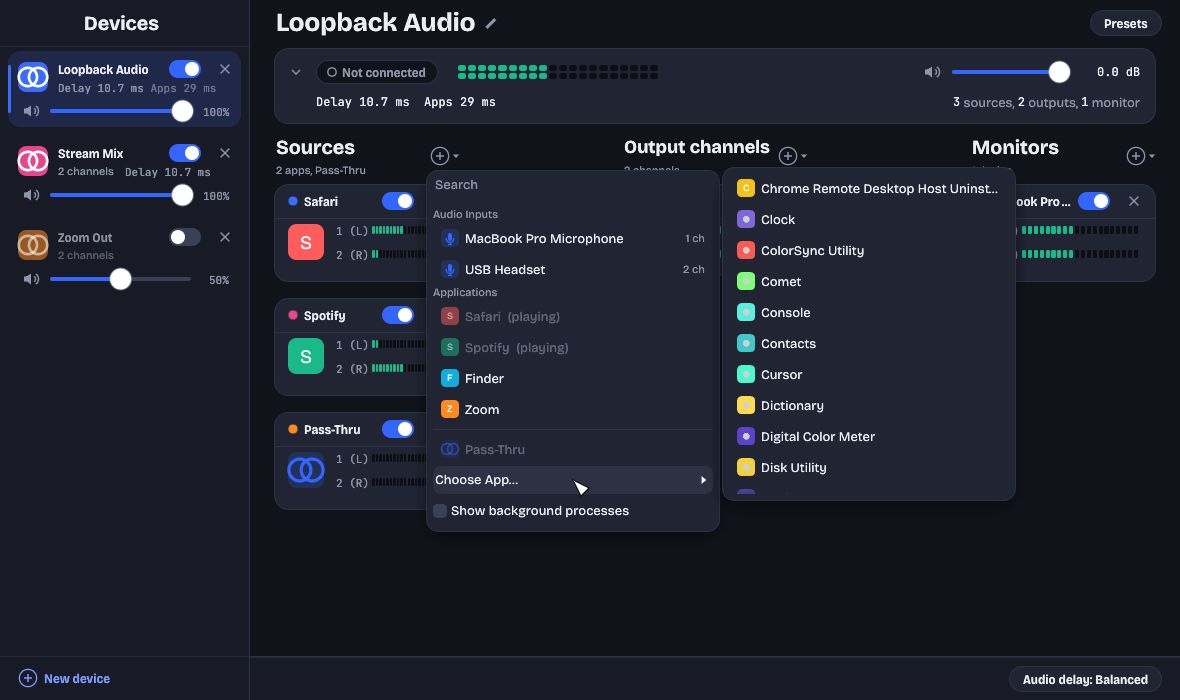 Devices
Loopback Audio
Delay 10.7 ms Apps 29 ms
100%
Stream Mix
2 channels Delay 10.7 ms
100%
Zoom Out
2 channels
50%
New device
Loopback Audio
Presets
Not connected
0.0 dB
Delay 10.7 ms Apps 29 ms
3 sources, 2 outputs, 1 monitor
Sources
2 apps, Pass-Thru
Safari
S
1 (L)
2 (R)
Spotify
S
1 (L)
2 (R)
Pass-Thru
1 (L)
2 (R)
Output channels
Monitors
ook Pro...
Search
Audio Inputs
MacBook Pro Microphone 1 ch
USB Headset 2 ch
Applications
S Safari (playing)
S Spotify (playing)
F Finder
Z Zoom
Pass-Thru
Choose App...
Show background processes
C Chrome Remote Desktop Host Uninst...
Clock
ColorSync Utility
Comet
Console
Contacts
Cursor
Dictionary
Digital Color Meter
Disk Utility
Audio delay: Balanced